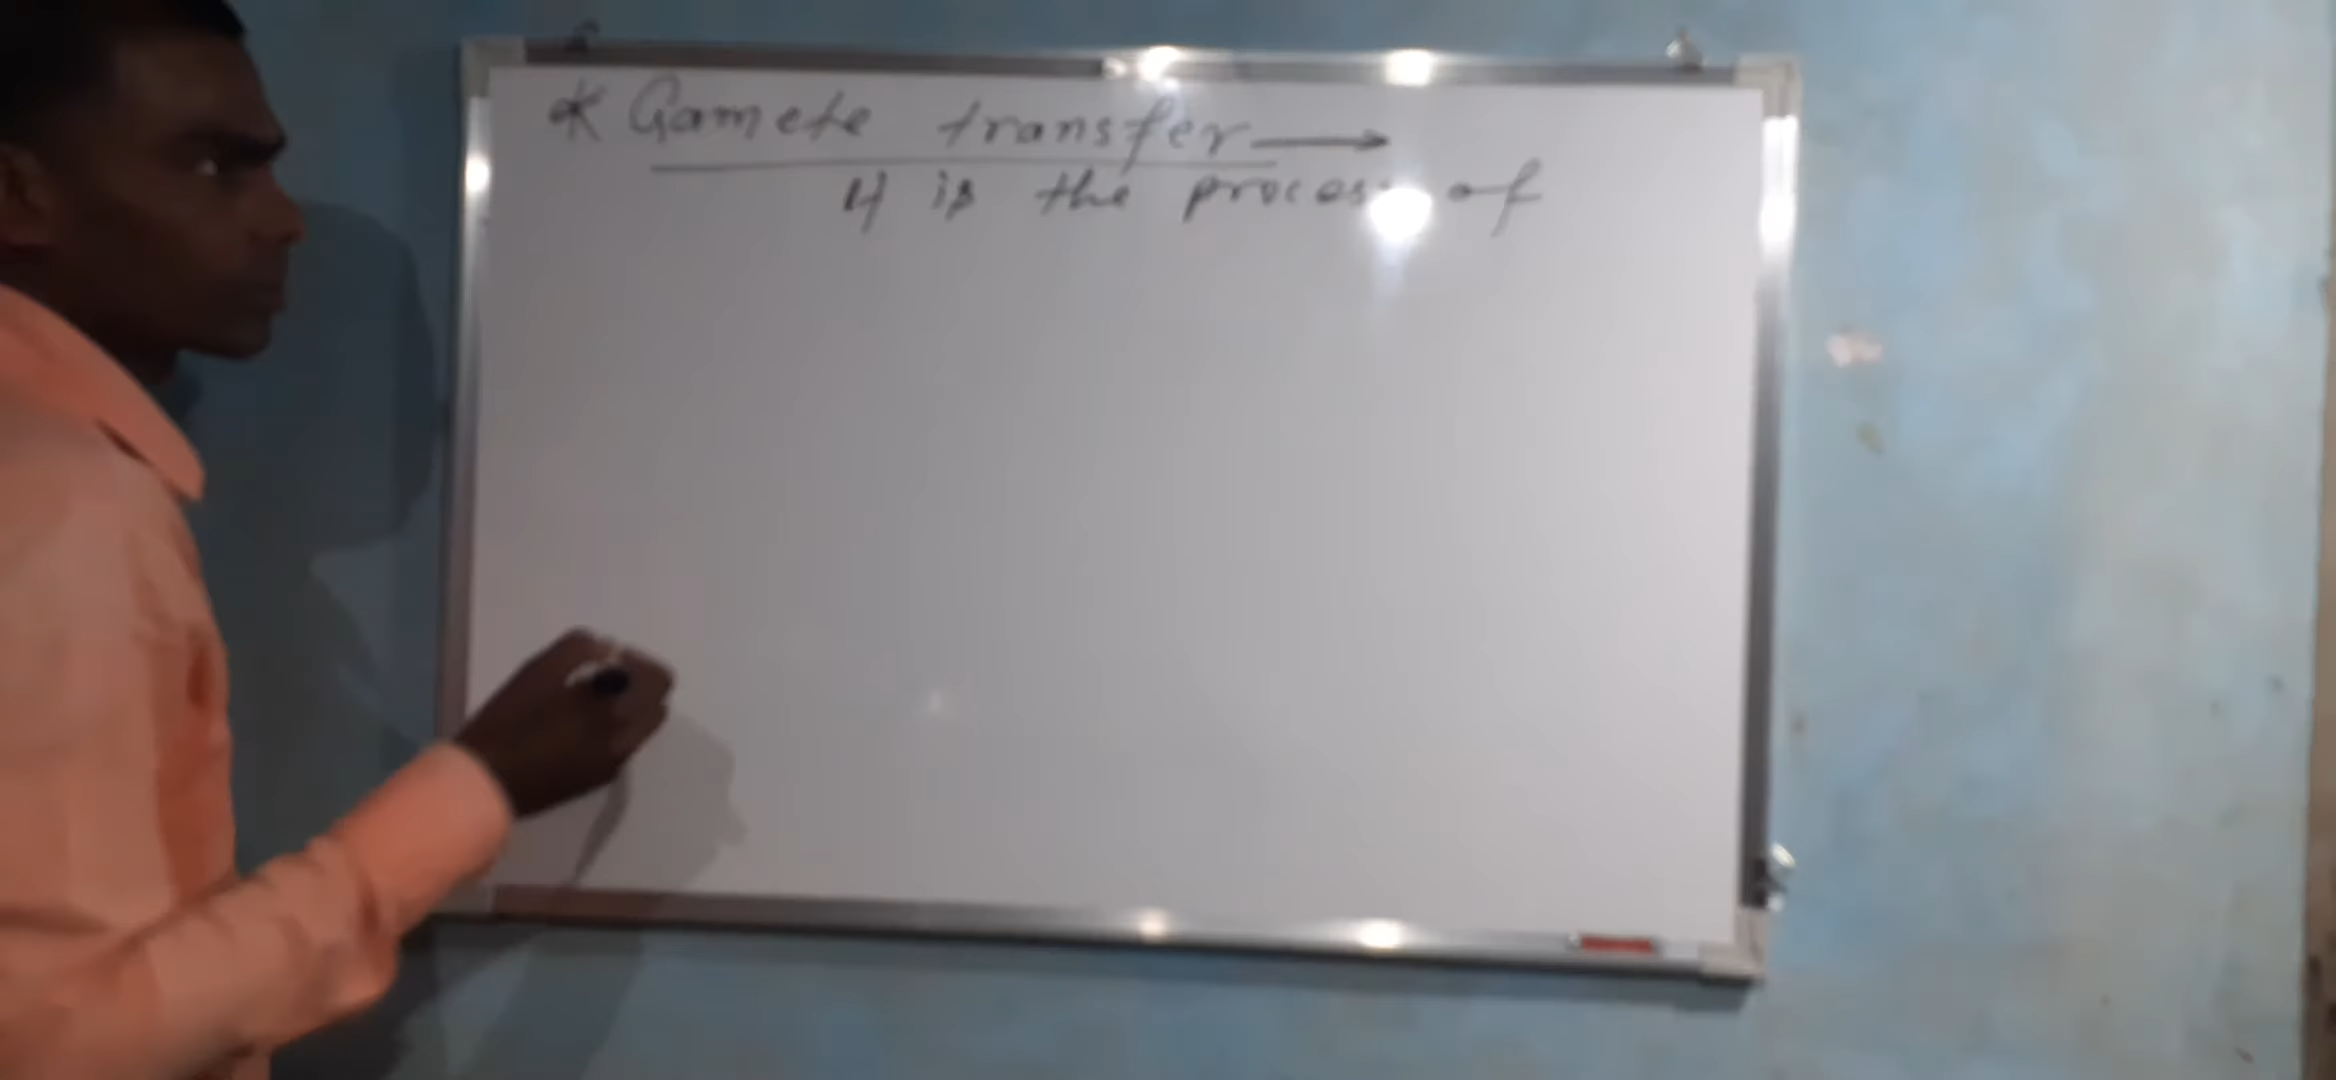 * Gamete transfer →
It is the process of